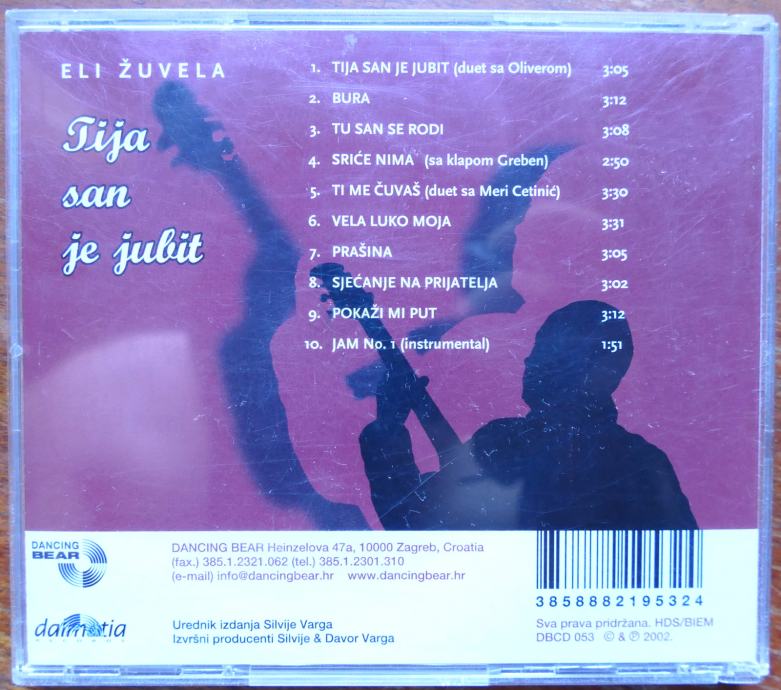 ELI ŽUVELA
Tija
san
je jubit
1. TIJA SAN JE JUBIT (duet sa Oliverom) 3:05
2. BURA 3:12
3. TU SAN SE RODI 3:08
4. SRIĆE NIMA (sa klapom Greben) 2:50
5. TI ME ČUVAŠ (duet sa Meri Cetinić) 3:30
6. VELA LUKO MOJA 3:31
7. PRAŠINA 3:05
8. SJEĆANJE NA PRIJATELJA 3:02
9. POKAŽI MI PUT 3:12
10. JAM No. 1 (instrumental) 1:51
DANCING
BEAR
DANCING BEAR Heinzelova 47a, 10000 Zagreb, Croatia
(fax.) 385.1.2321.062 (tel.) 385.1.2301.310
(e-mail) info@dancingbear.hr www.dancingbear.hr
3858882195324
dalmatia
RECORDS
Urednik izdanja Silvije Varga
Izvršni producenti Silvije & Davor Varga
Sva prava pridržana. HDS/BIEM
DBCD 053 © & ℗ 2002.